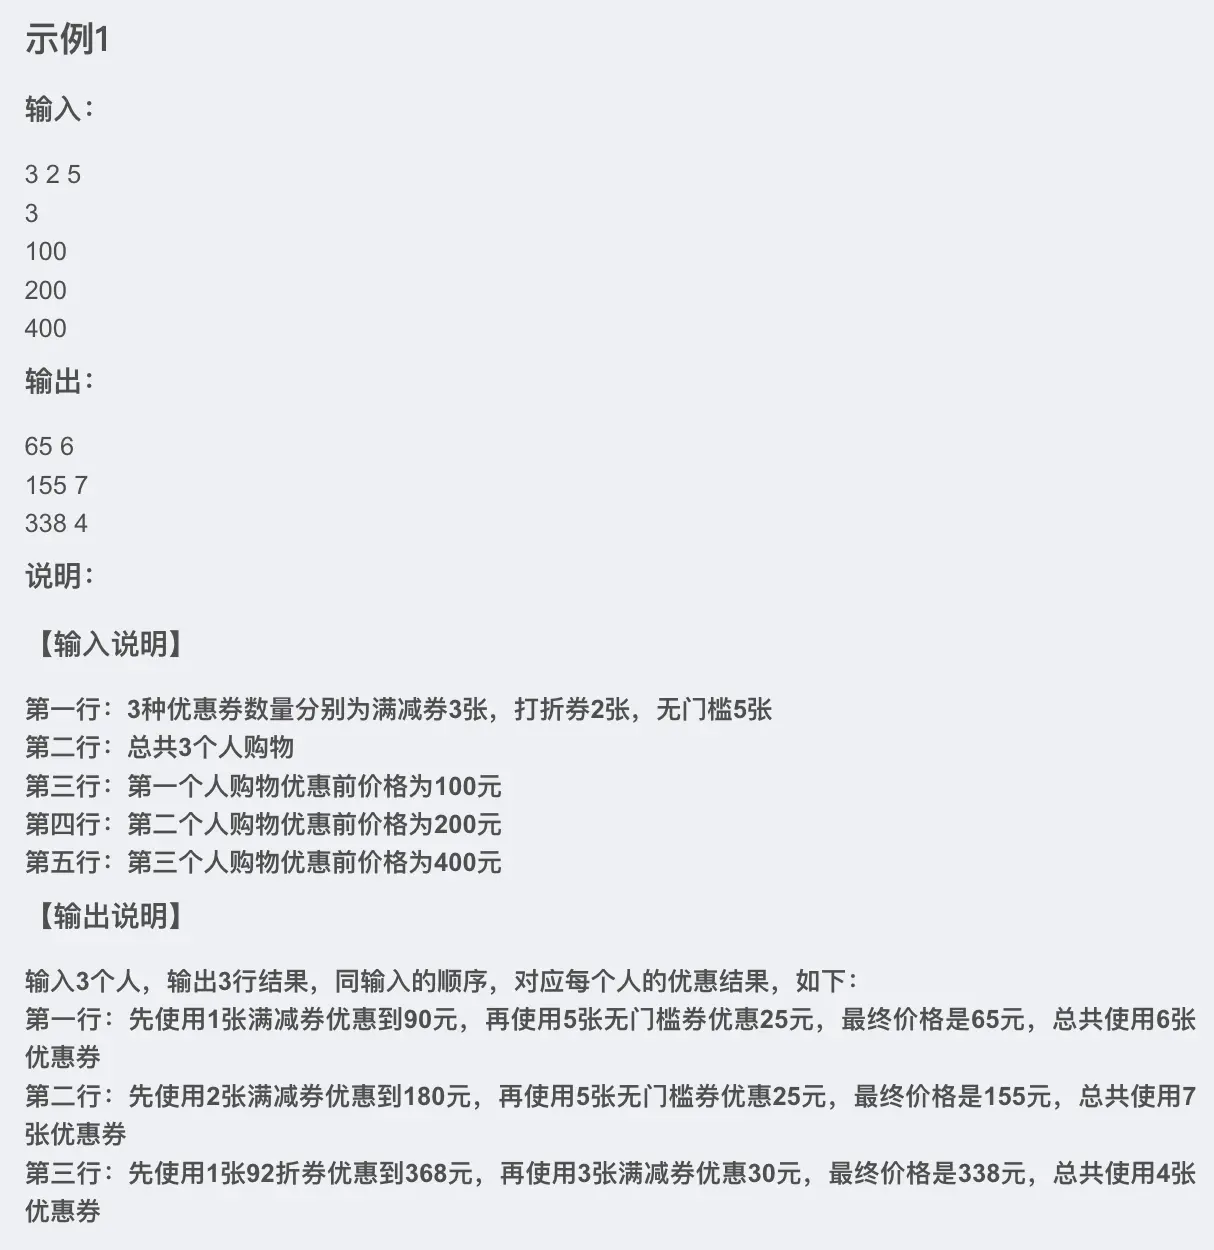 示例1
输入：
3 2 5
3
100
200
400
输出：
65 6
155 7
338 4
说明：
【输入说明】
第一行：3种优惠券数量分别为满减券3张，打折券2张，无门槛5张
第二行：总共3个人购物
第三行：第一个人购物优惠前价格为100元
第四行：第二个人购物优惠前价格为200元
第五行：第三个人购物优惠前价格为400元
【输出说明】
输入3个人，输出3行结果，同输入的顺序，对应每个人的优惠结果，如下：
第一行：先使用1张满减券优惠到90元，再使用5张无门槛券优惠25元，最终价格是65元，总共使用6张
优惠券
第二行：先使用2张满减券优惠到180元，再使用5张无门槛券优惠25元，最终价格是155元，总共使用7
张优惠券
第三行：先使用1张92折券优惠到368元，再使用3张满减券优惠30元，最终价格是338元，总共使用4张
优惠券